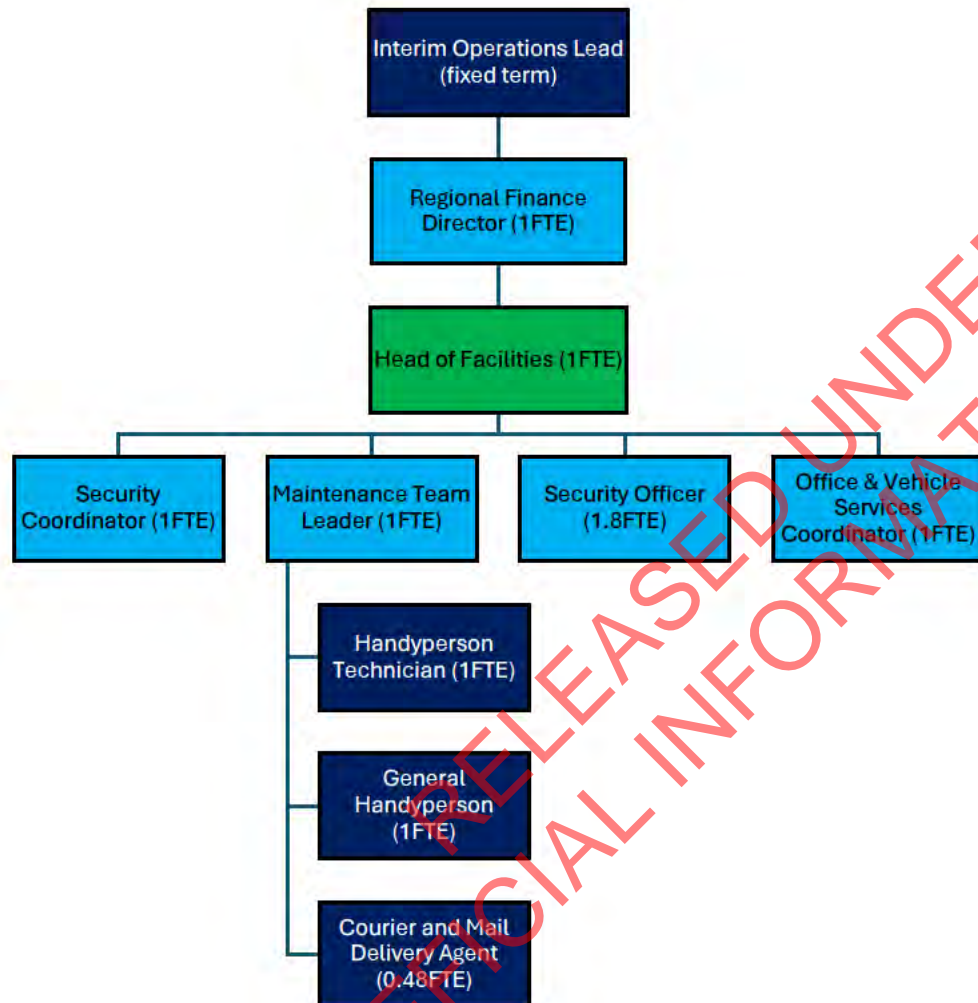 Interim Operations Lead
(fixed term)
Regional Finance
Director (1FTE)
Head of Facilities (1FTE)
Security
Coordinator (1FTE)
Maintenance Team
Leader (1FTE)
Security Officer
(1.8FTE)
Office & Vehicle
Services
Coordinator (1FTE)
Handyperson
Technician (1FTE)
General
Handyperson
(1FTE)
Courier and Mail
Delivery Agent
(0.48FTE)
RELEASED UNDE
FFICIAL INFORMAT